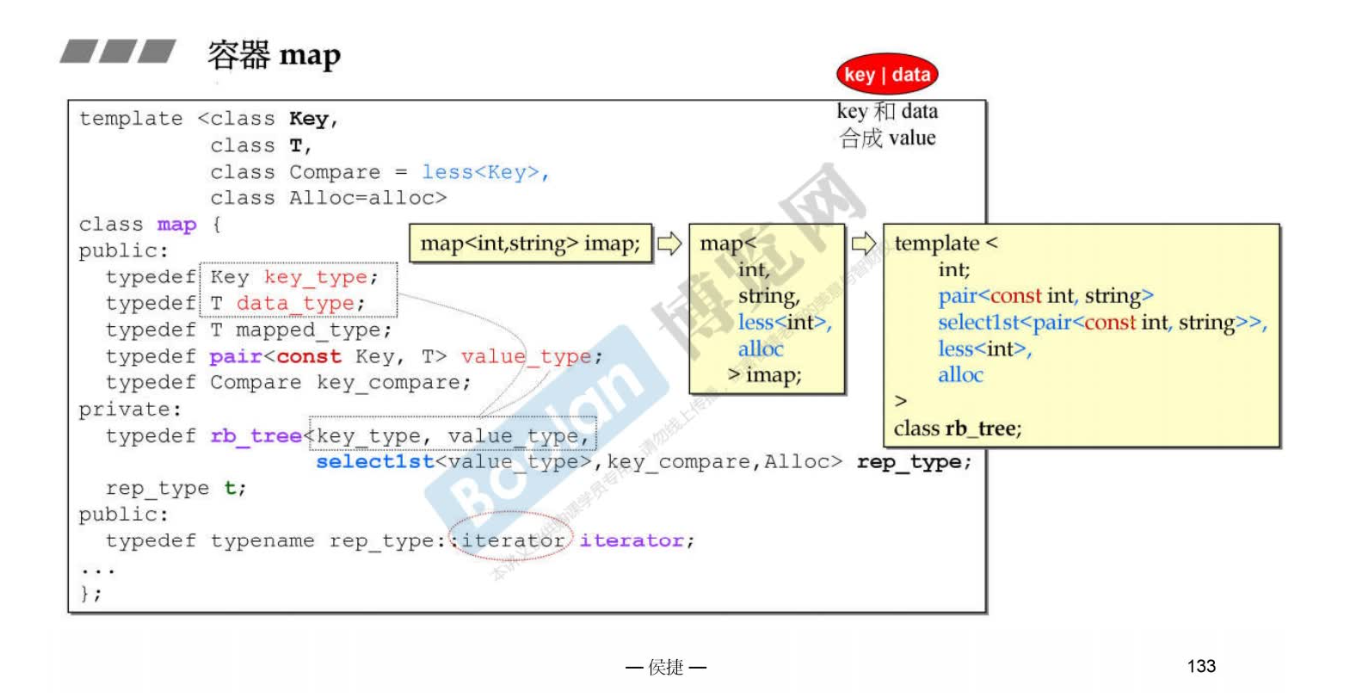 容器 map
key | data
key 和 data
合成 value
template <class Key,
class T,
class Compare = less<Key>,
class Alloc=alloc>
class map {
public:
typedef Key key_type;
typedef T data_type;
typedef T mapped_type;
typedef pair<const Key, T> value_type;
typedef Compare key_compare;
private:
typedef rb_tree<key_type, value_type,
select1st<value_type>,key_compare,Alloc> rep_type;
rep_type t;
public:
typedef typename rep_type::iterator iterator;
...
};
map<int,string> imap;
map<
int,
string,
less<int>,
alloc
> imap;
template <
int;
pair<const int, string>
select1st<pair<const int, string>>,
less<int>,
alloc
>
class rb_tree;
Boolan
博览网
— 侯捷 —
133